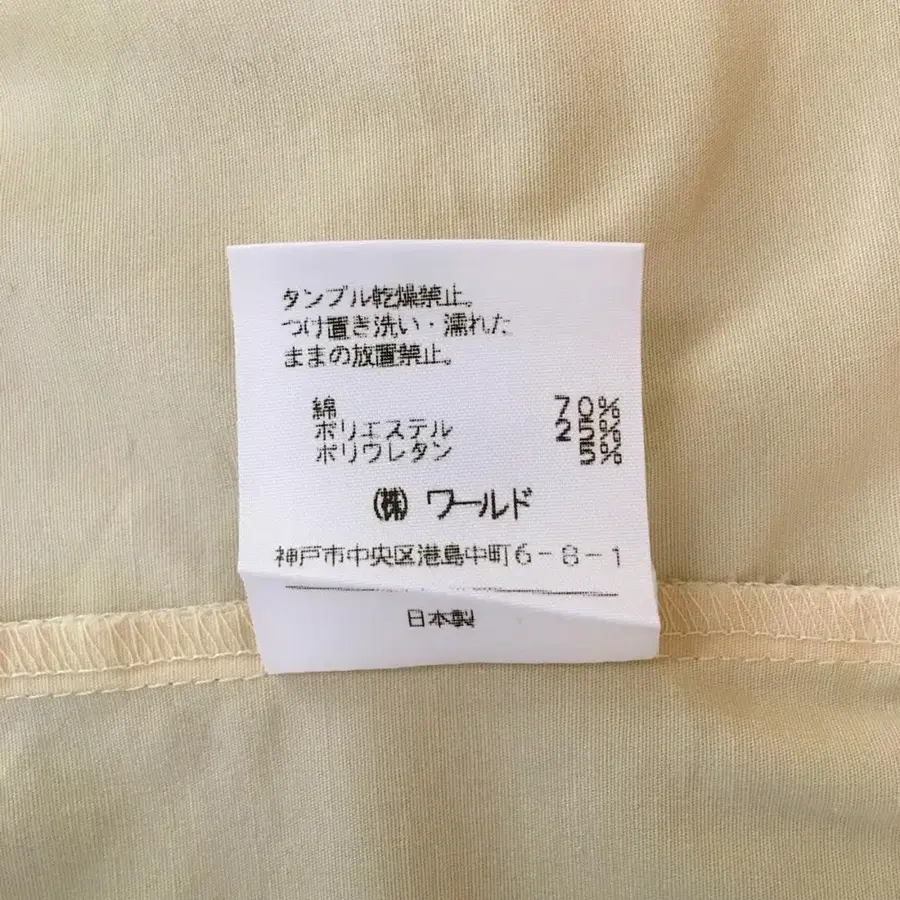 タンブル乾燥禁止。
つけ置き洗い・濡れた
ままの放置禁止。
綿 70%
ポリエステル 25%
ポリウレタン 5%
㈱ ワールド
神戸市中央区港島中町6-8-1
日本製